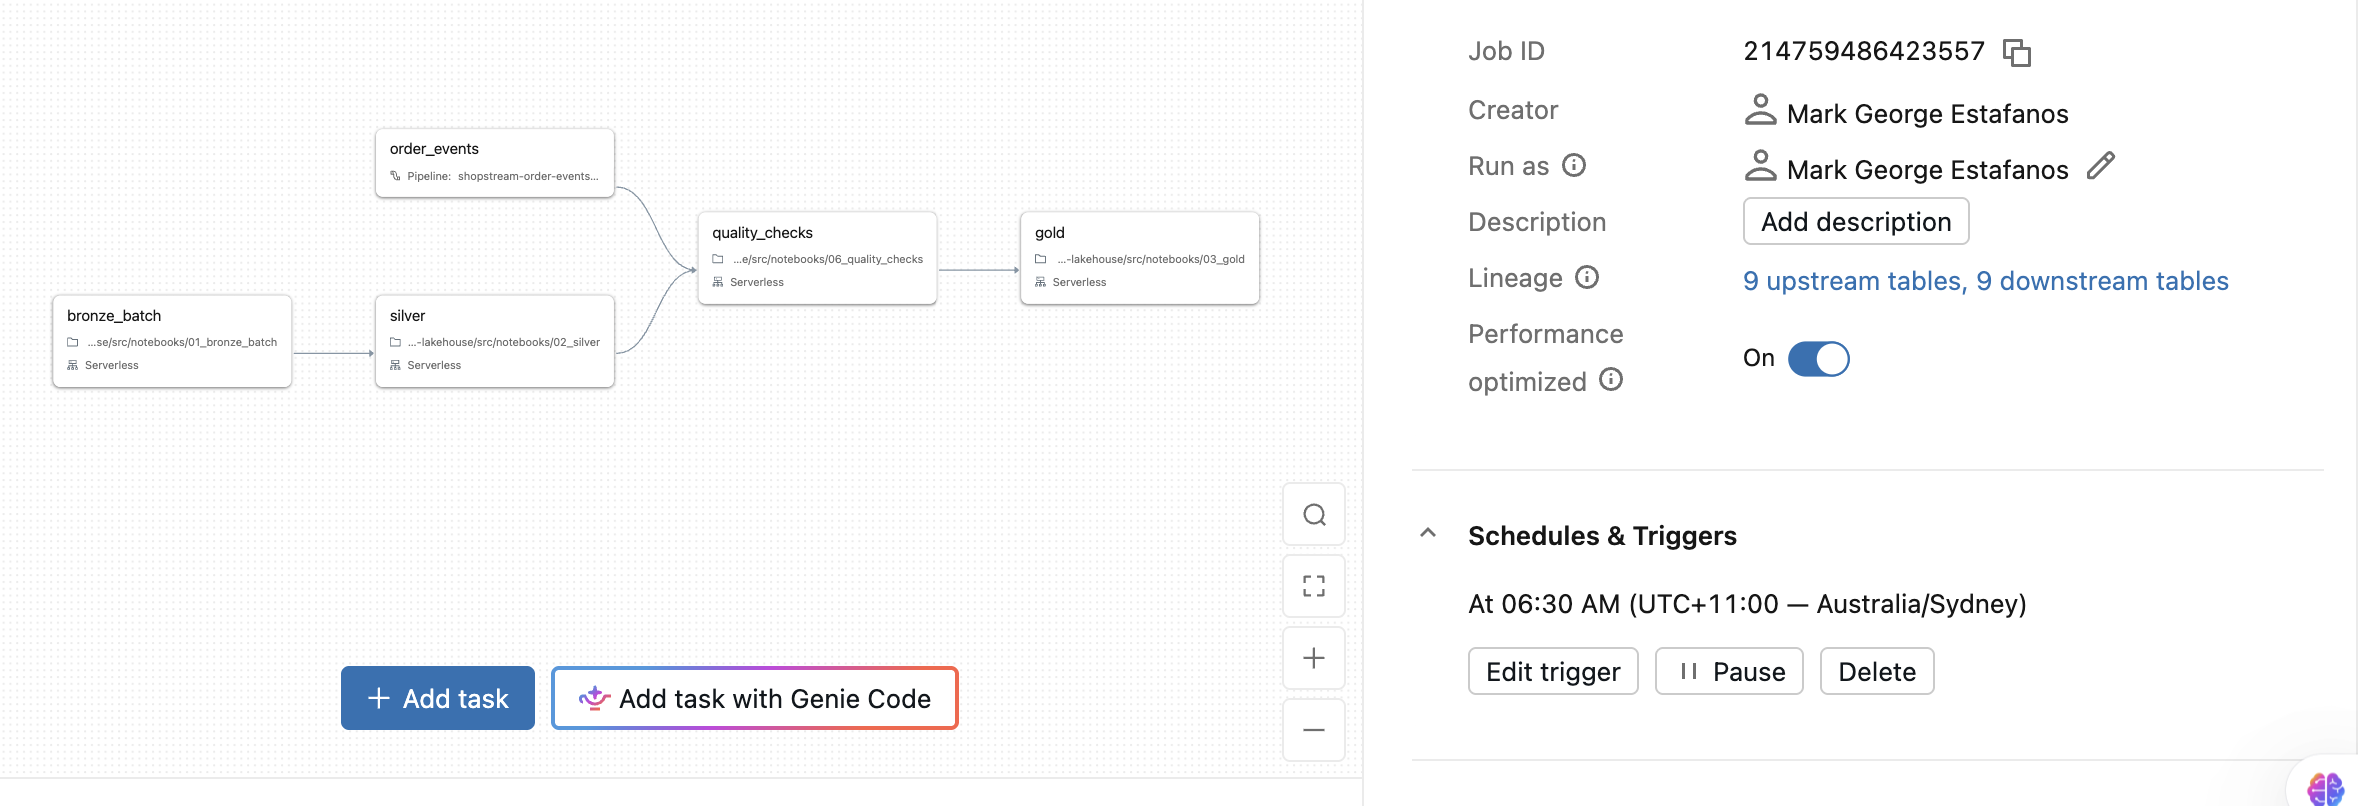 order_events
Pipeline: shopstream-order-events...
quality_checks
...e/src/notebooks/06_quality_checks
Serverless
gold
...-lakehouse/src/notebooks/03_gold
Serverless
bronze_batch
...se/src/notebooks/01_bronze_batch
Serverless
silver
...-lakehouse/src/notebooks/02_silver
Serverless
+ Add task
Add task with Genie Code
Job ID 214759486423557
Creator Mark George Estafanos
Run as Mark George Estafanos
Description Add description
Lineage 9 upstream tables, 9 downstream tables
Performance
optimized On
Schedules & Triggers
At 06:30 AM (UTC+11:00 — Australia/Sydney)
Edit trigger Pause Delete